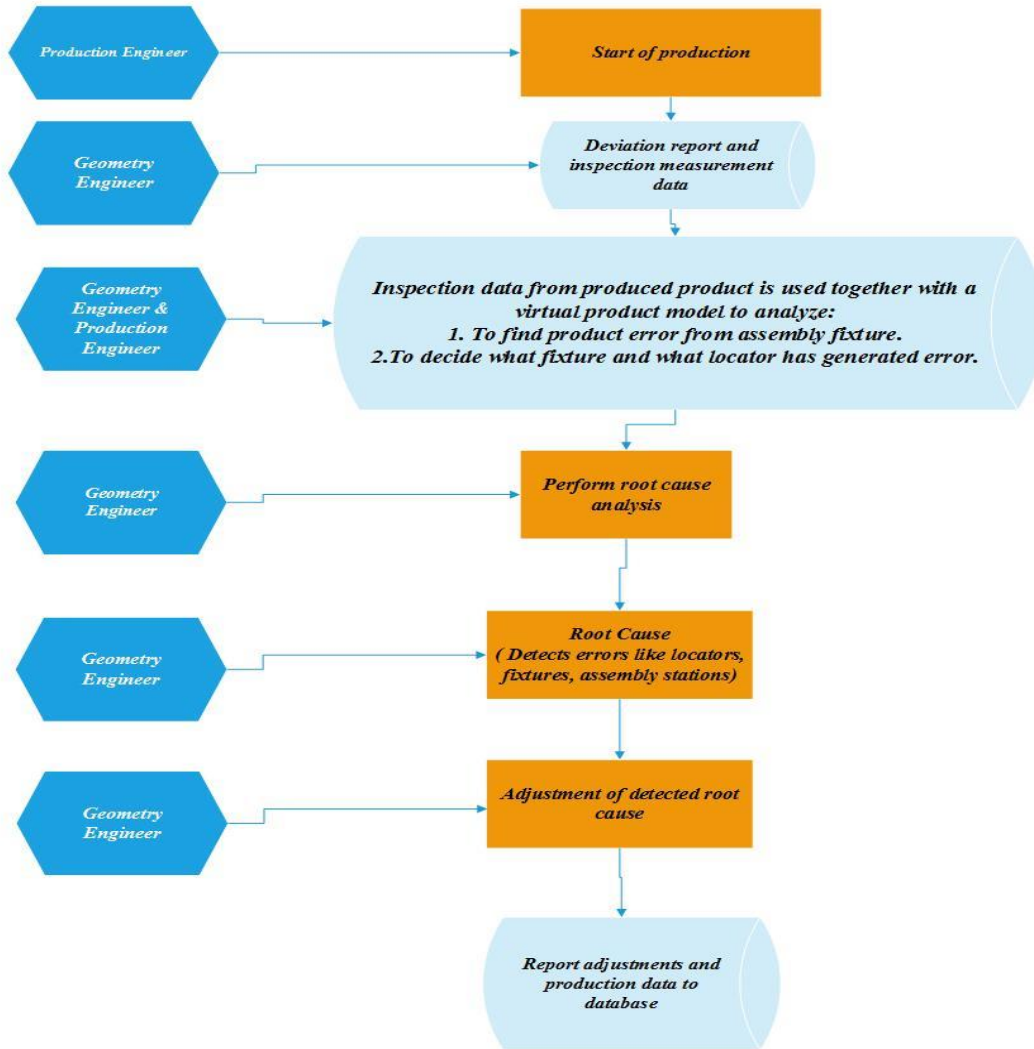 Production Engineer
Start of production
Geometry
Engineer
Deviation report and
inspection measurement
data
Geometry
Engineer &
Production
Engineer
Inspection data from produced product is used together with a
virtual product model to analyze:
1. To find product error from assembly fixture.
2.To decide what fixture and what locator has generated error.
Geometry
Engineer
Perform root cause
analysis
Geometry
Engineer
Root Cause
( Detects errors like locators,
fixtures, assembly stations)
Geometry
Engineer
Adjustment of detected root
cause
Report adjustments and
production data to
database